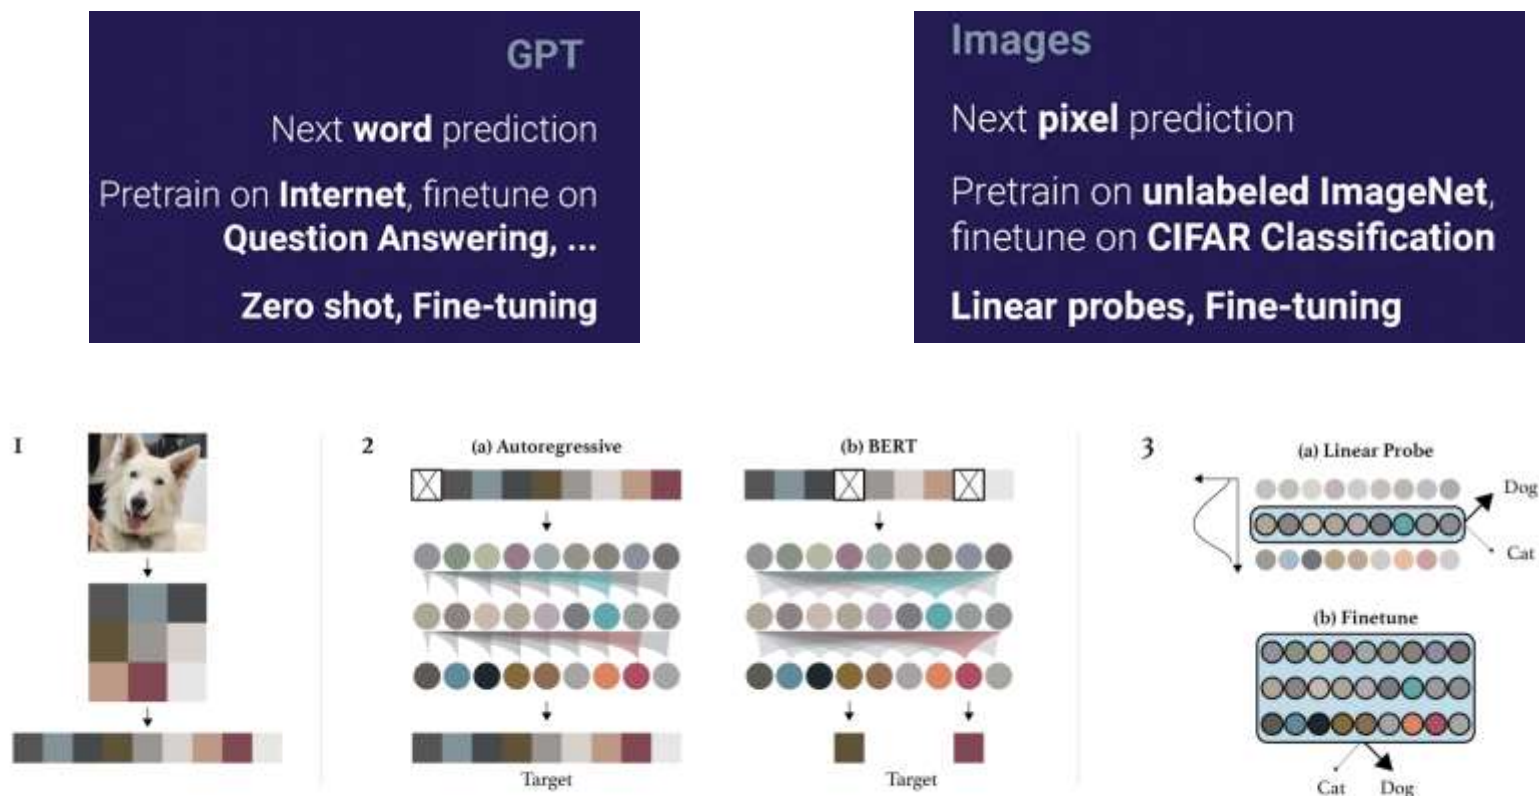 GPT
Next word prediction
Pretrain on Internet, finetune on
Question Answering, ...
Zero shot, Fine-tuning
Images
Next pixel prediction
Pretrain on unlabeled ImageNet,
finetune on CIFAR Classification
Linear probes, Fine-tuning
1
2
(a) Autoregressive
Target
(b) BERT
Target
3
(a) Linear Probe
Dog
Cat
(b) Finetune
Cat
Dog